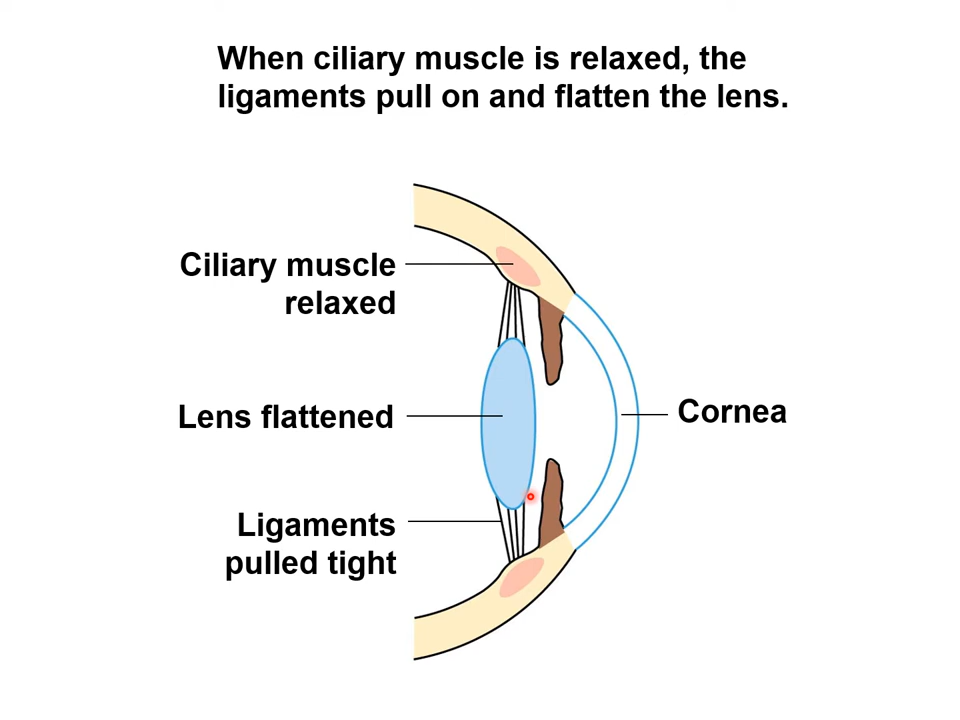 When ciliary muscle is relaxed, the
ligaments pull on and flatten the lens.
Ciliary muscle
relaxed
Lens flattened
Cornea
Ligaments
pulled tight